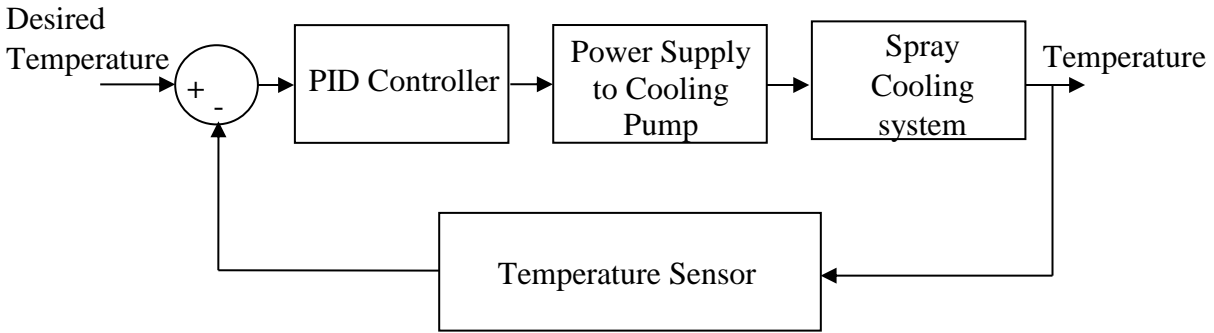 Desired
Temperature
+
-
PID Controller
Power Supply
to Cooling
Pump
Spray
Cooling
system
Temperature
Temperature Sensor